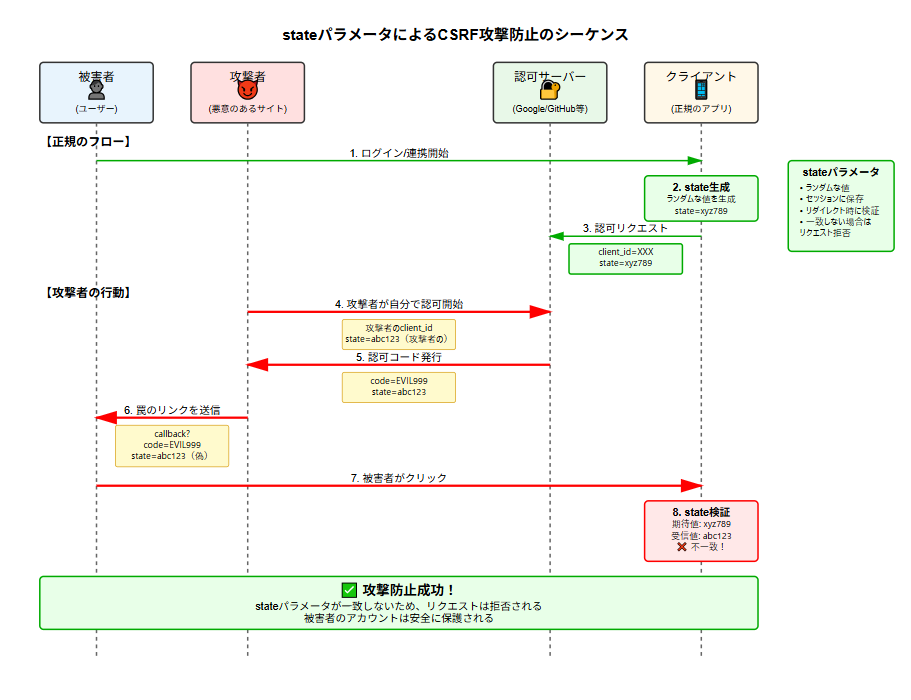 stateパラメータによるCSRF攻撃防止のシーケンス
被害者
(ユーザー)
攻撃者
(悪意のあるサイト)
認可サーバー
(Google/GitHub等)
クライアント
(正規のアプリ)
【正規のフロー】
1. ログイン/連携開始
stateパラメータ
• ランダムな値
• セッションに保存
• リダイレクト時に検証
• 一致しない場合は
リクエスト拒否
2. state生成
ランダムな値を生成
state=xyz789
3. 認可リクエスト
client_id=XXX
state=xyz789
【攻撃者の行動】
4. 攻撃者が自分で認可開始
攻撃者のclient_id
state=abc123（攻撃者の）
5. 認可コード発行
code=EVIL999
state=abc123
6. 罠のリンクを送信
callback?
code=EVIL999
state=abc123（偽）
7. 被害者がクリック
8. state検証
期待値: xyz789
受信値: abc123
❌ 不一致！
✅ 攻撃防止成功！
stateパラメータが一致しないため、リクエストは拒否される
被害者のアカウントは安全に保護される